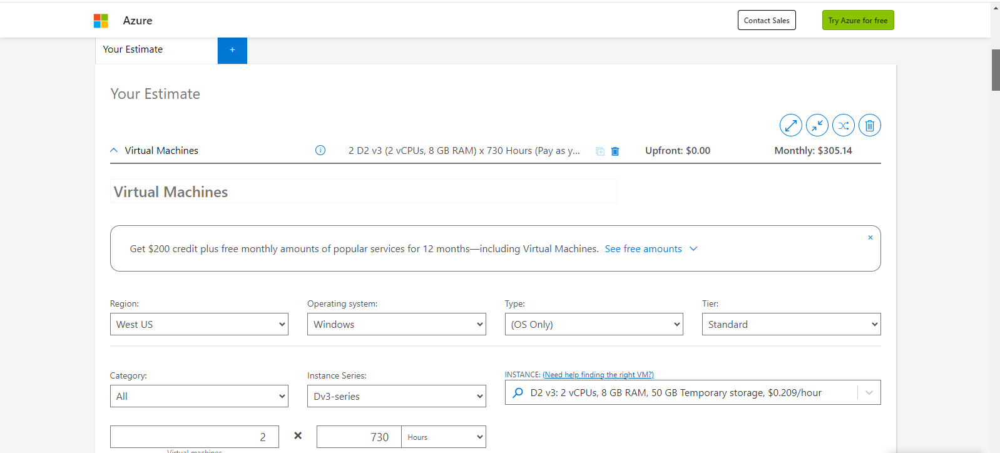 Azure
Contact Sales
Try Azure for free
Your Estimate
+
Your Estimate
Virtual Machines
2 D2 v3 (2 vCPUs, 8 GB RAM) x 730 Hours (Pay as y...
Upfront: $0.00
Monthly: $305.14
Virtual Machines
Get $200 credit plus free monthly amounts of popular services for 12 months—including Virtual Machines. See free amounts
Region:
Operating system:
Type:
Tier:
West US
Windows
(OS Only)
Standard
Category:
Instance Series:
INSTANCE: (Need help finding the right VM?)
All
Dv3-series
D2 v3: 2 vCPUs, 8 GB RAM, 50 GB Temporary storage, $0.209/hour
2
730
Hours
Virtual machines